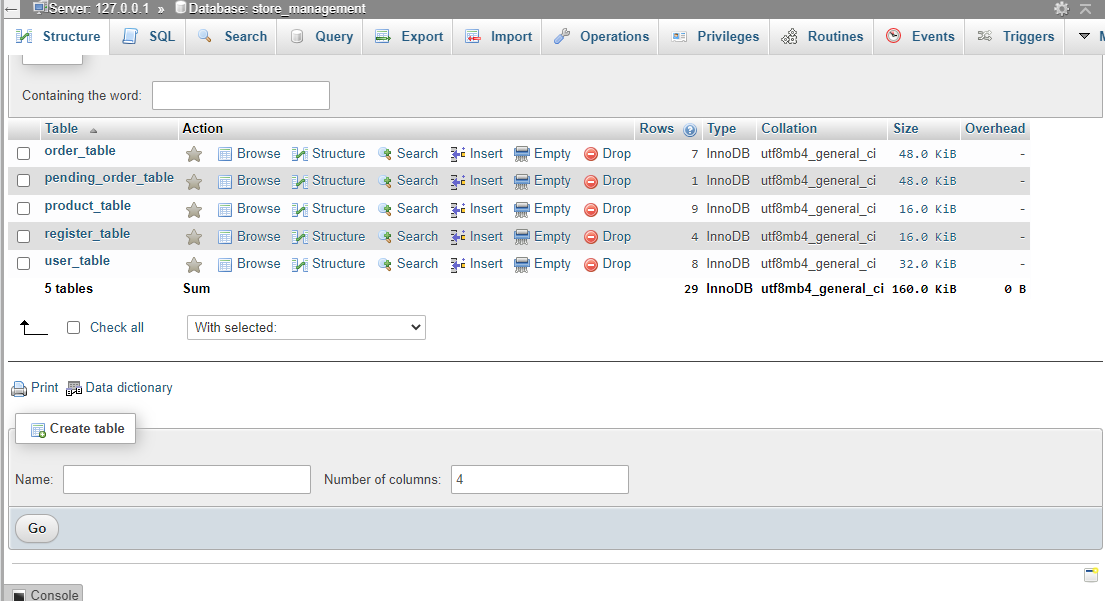 Server: 127.0.0.1 » Database: store_management
Structure SQL Search Query Export Import Operations Privileges Routines Events Triggers
Containing the word:
Table Action Rows Type Collation Size Overhead
order_table Browse Structure Search Insert Empty Drop 7 InnoDB utf8mb4_general_ci 48.0 KiB -
pending_order_table Browse Structure Search Insert Empty Drop 1 InnoDB utf8mb4_general_ci 48.0 KiB -
product_table Browse Structure Search Insert Empty Drop 9 InnoDB utf8mb4_general_ci 16.0 KiB -
register_table Browse Structure Search Insert Empty Drop 4 InnoDB utf8mb4_general_ci 16.0 KiB -
user_table Browse Structure Search Insert Empty Drop 8 InnoDB utf8mb4_general_ci 32.0 KiB -
5 tables Sum 29 InnoDB utf8mb4_general_ci 160.0 KiB 0 B
Check all With selected:
Print Data dictionary
Create table
Name: Number of columns: 4
Go
Console